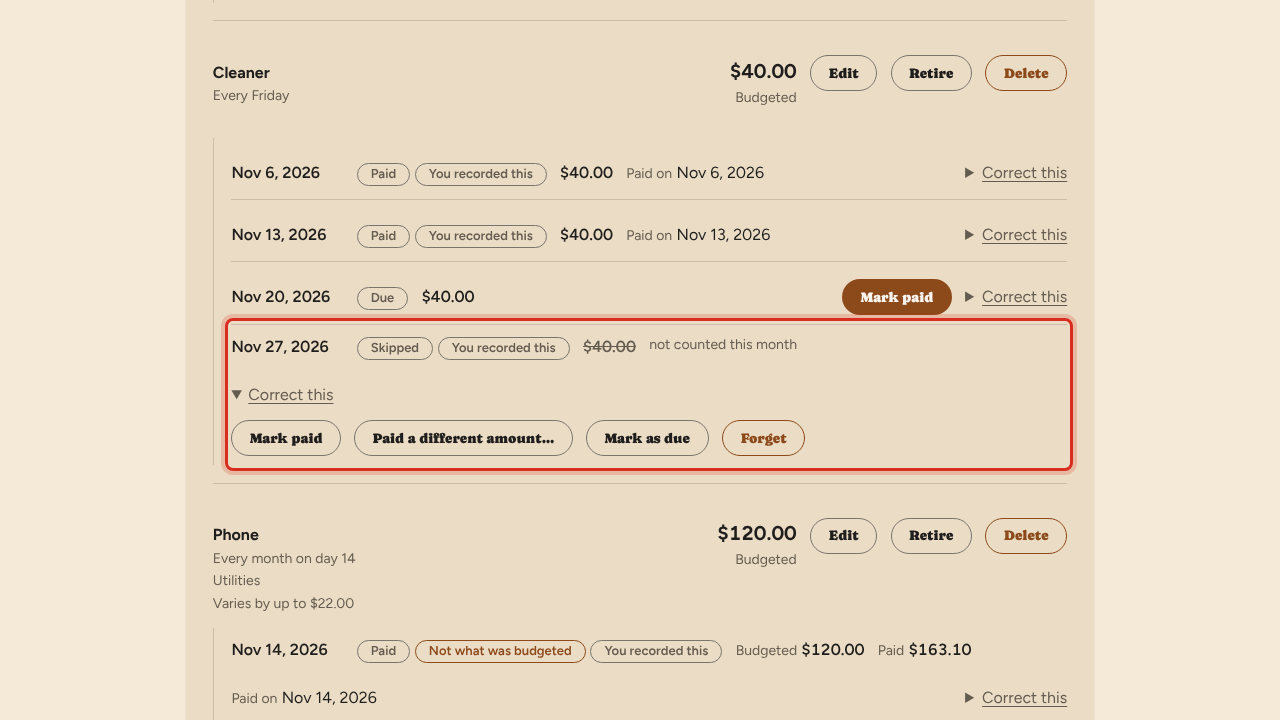 Cleaner
$40.00 Edit Retire Delete
Every Friday
Budgeted
Nov 6, 2026 Paid You recorded this $40.00 Paid on Nov 6, 2026 Correct this
Nov 13, 2026 Paid You recorded this $40.00 Paid on Nov 13, 2026 Correct this
Nov 20, 2026 Due $40.00 Mark paid Correct this
Nov 27, 2026 Skipped You recorded this $40.00 not counted this month
Correct this
Mark paid Paid a different amount... Mark as due Forget
Phone
$120.00 Edit Retire Delete
Every month on day 14
Budgeted
Utilities
Varies by up to $22.00
Nov 14, 2026 Paid Not what was budgeted You recorded this Budgeted $120.00 Paid $163.10
Paid on Nov 14, 2026 Correct this